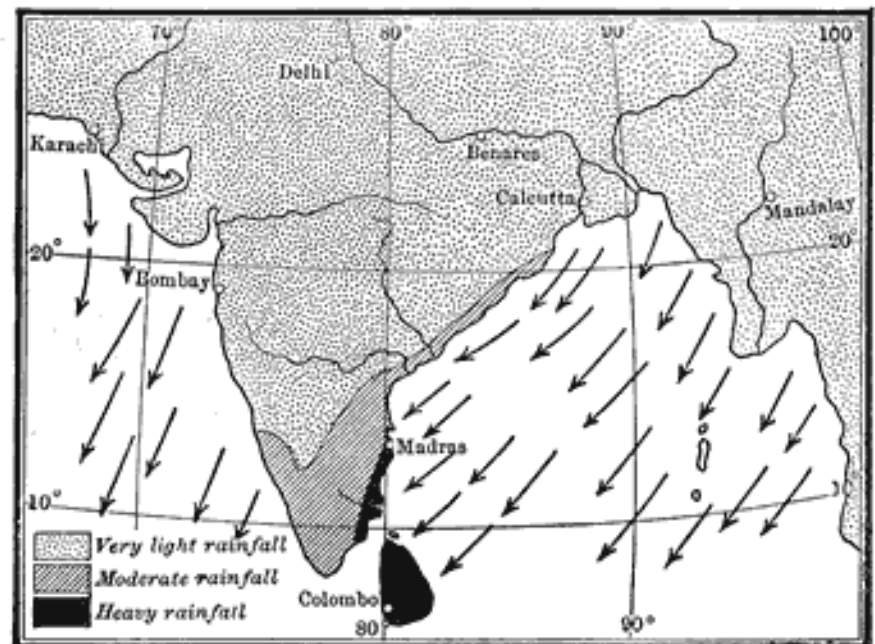 70°
80°
90°
100°
Delhi
Karachi
Benares
Calcutta
Mandalay
20°
20°
Bombay
Madras
10°
Very light rainfall
Moderate rainfall
Heavy rainfall
Colombo
80
90°